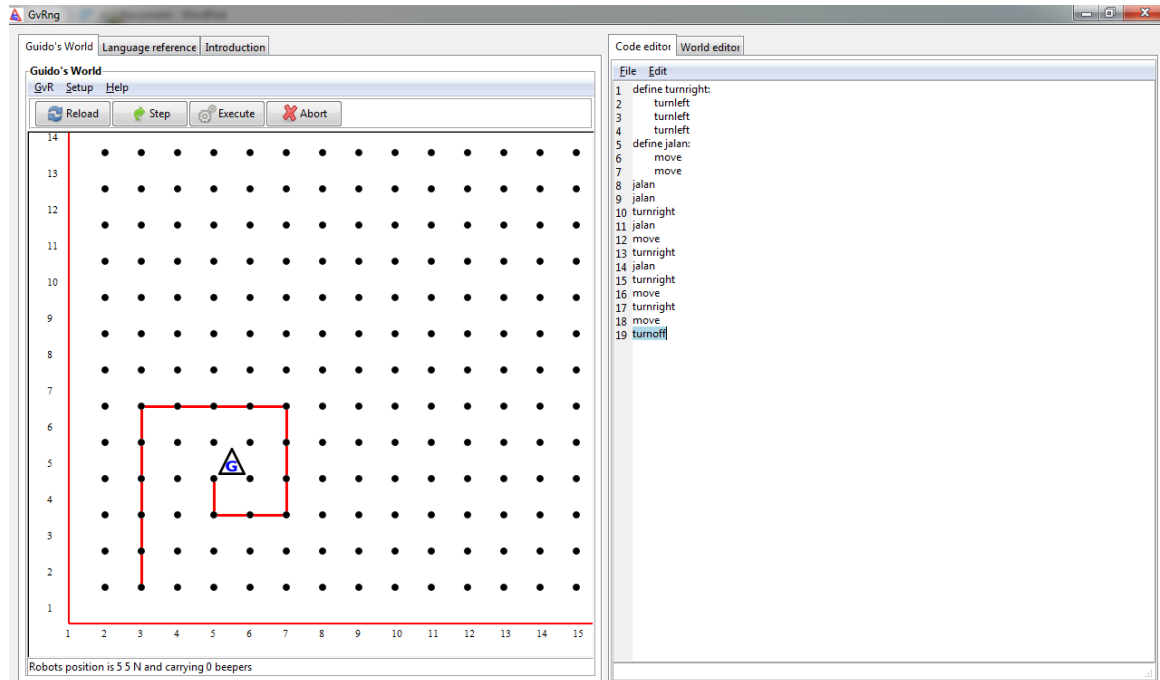 GvRng
Guido's World Language reference Introduction
Guido's World
GvR Setup Help
Reload Step Execute Abort
14
13
12
11
10
9
8
7
6
5
G
4
3
2
1
1 2 3 4 5 6 7 8 9 10 11 12 13 14 15
Robots position is 5 5 N and carrying 0 beepers
Code editor World editor
File Edit
1 define turnright:
2 turnleft
3 turnleft
4 turnleft
5 define jalan:
6 move
7 move
8 jalan
9 jalan
10 turnright
11 jalan
12 move
13 turnright
14 jalan
15 turnright
16 move
17 turnright
18 move
19 turnoff